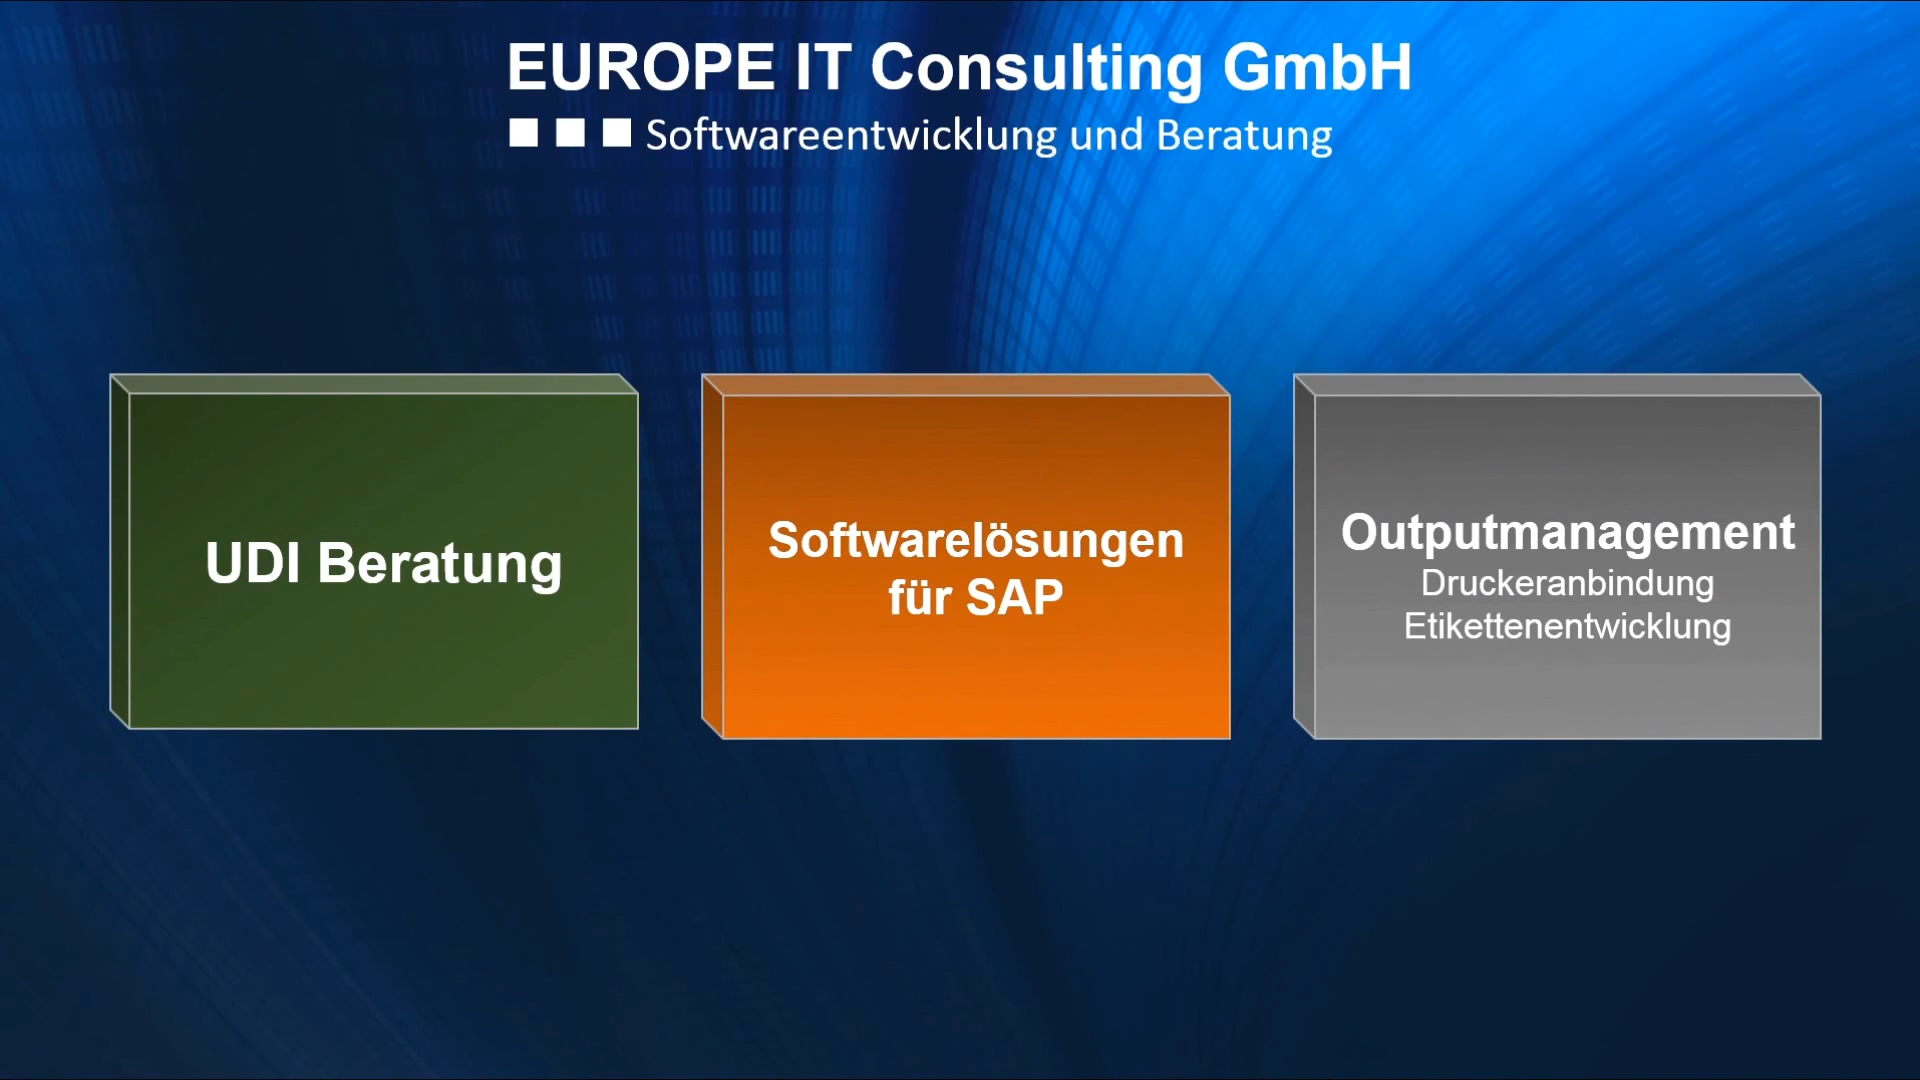 EUROPE IT Consulting GmbH
Softwareentwicklung und Beratung
UDI Beratung
Softwarelösungen
für SAP
Outputmanagement
Druckeranbindung
Etikettenentwicklung